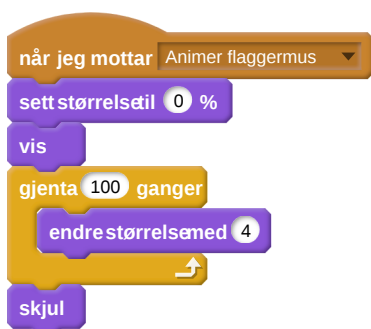 når jeg mottar Animer flaggermus
sett størrelse til 0 %
vis
gjenta 100 ganger
endre størrelse med 4
skjul